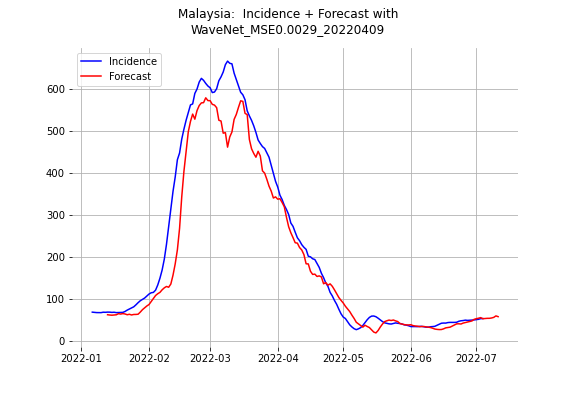 Malaysia:  Incidence + Forecast with
WaveNet_MSE0.0029_20220409
Incidence
Forecast
600
500
400
300
200
100
0
2022-01 2022-02 2022-03 2022-04 2022-05 2022-06 2022-07